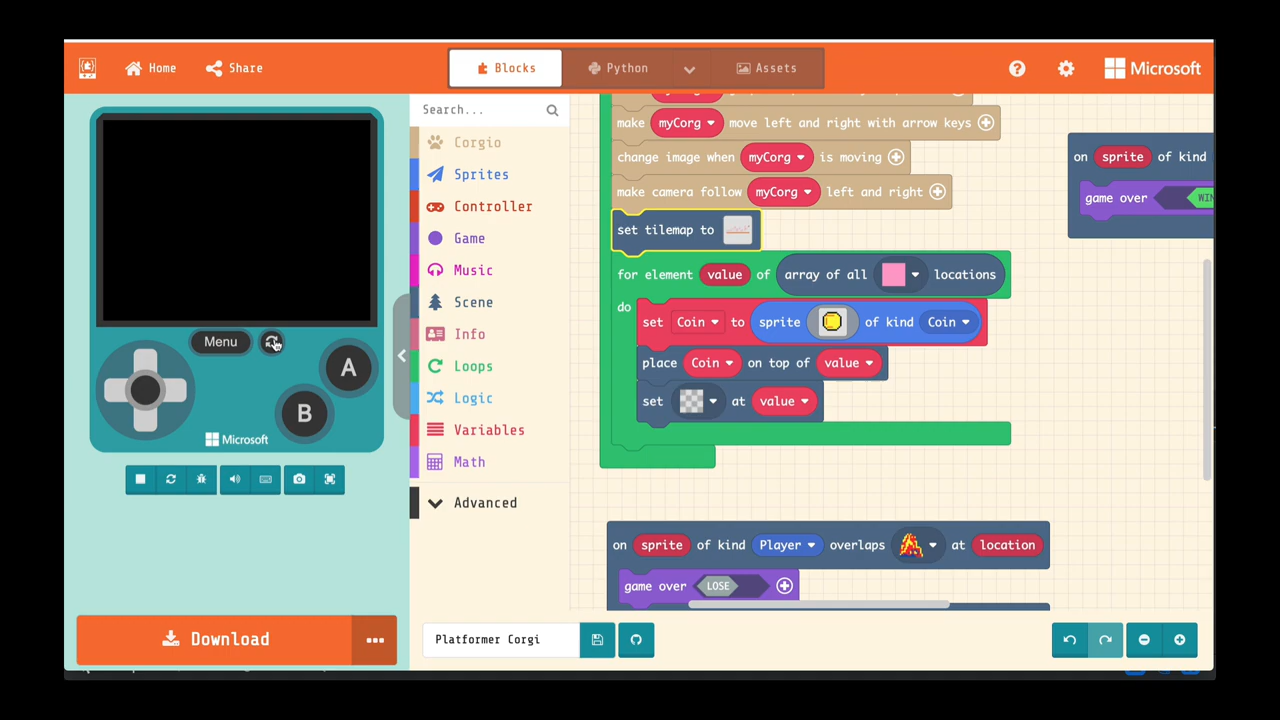 Home
Share
Blocks
Python
Assets
Microsoft
Menu
A
B
Microsoft
Download
Search...
Corgio
Sprites
Controller
Game
Music
Scene
Info
Loops
Logic
Variables
Math
Advanced
make myCorg move left and right with arrow keys
change image when myCorg is moving
make camera follow myCorg left and right
set tilemap to
for element value of array of all locations
do
set Coin to sprite of kind Coin
place Coin on top of value
set at value
on sprite of kind
game over WIN
on sprite of kind Player overlaps at location
game over LOSE
Platformer Corgi